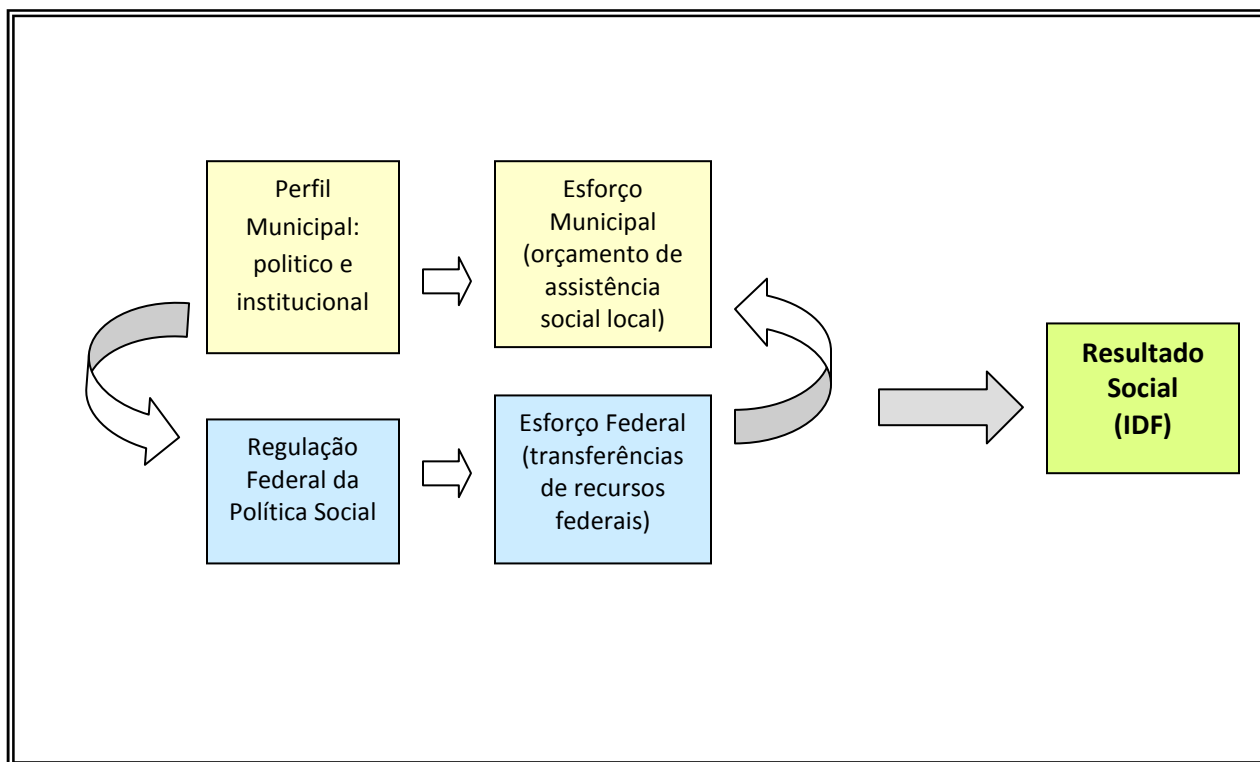 Perfil
Municipal:
politico e
institucional
Esforço
Municipal
(orçamento de
assistência
social local)
Regulação
Federal da
Política Social
Esforço Federal
(transferências
de recursos
federais)
Resultado
Social
(IDF)